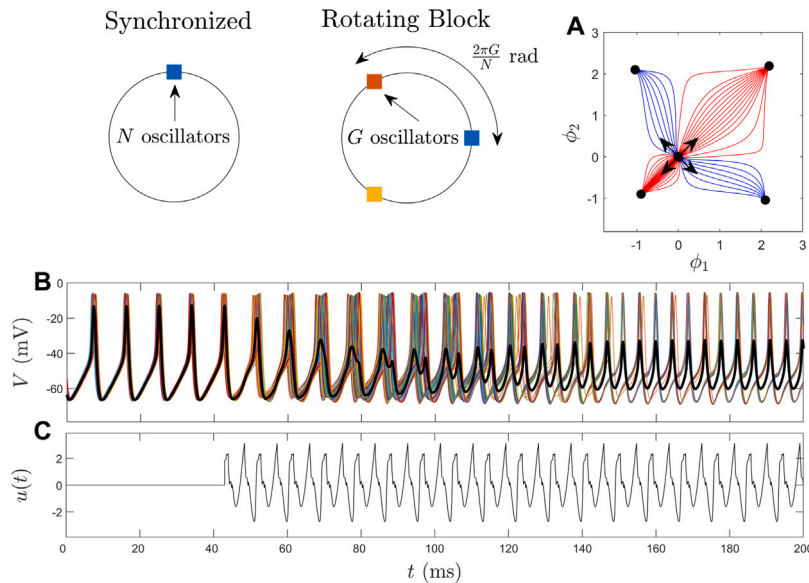 Synchronized
N oscillators
Rotating Block
2πG/N rad
G oscillators
A
3
2
1
0
-1
ϕ2
-1 0 1 2 3
ϕ1
B
0
-20
-40
-60
V (mV)
C
2
0
-2
u(t)
0 20 40 60 80 100 120 140 160 180 200
t (ms)